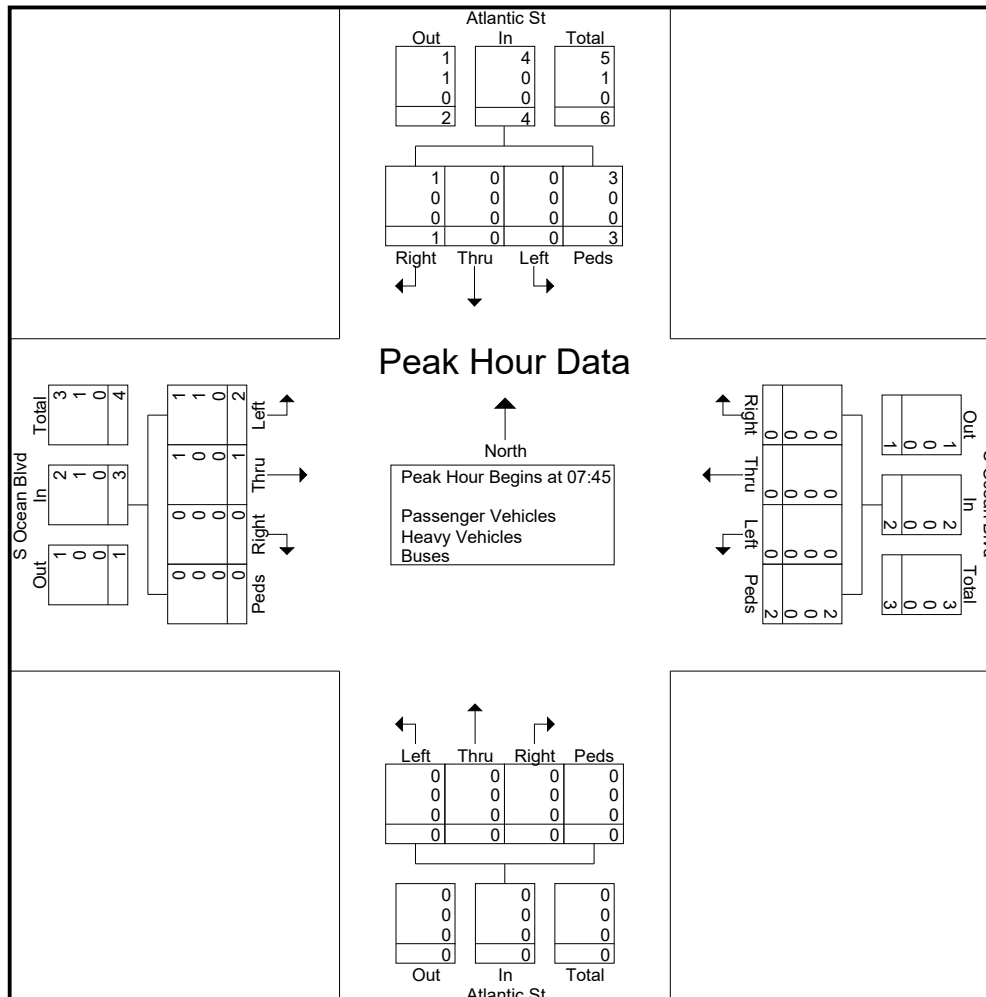 Atlantic St
Out In Total
1 4 5
1 0 1
0 0 0
2 4 6
1 0 0 3
0 0 0 0
0 0 0 0
1 0 0 3
Right Thru Left Peds
Peak Hour Data
North
Peak Hour Begins at 07:45
Passenger Vehicles
Heavy Vehicles
Buses
S Ocean Blvd
Out In Total
1 2 3
0 1 1
0 0 0
1 3 4
Peds Right Thru Left
0 0 1 1
0 0 0 1
0 0 0 0
0 0 1 2
Out In Total
1 2 3
0 0 0
0 0 0
1 2 3
Right Thru Left Peds
0 0 0 2
0 0 0 0
0 0 0 0
0 0 0 2
Left Thru Right Peds
0 0 0 0
0 0 0 0
0 0 0 0
0 0 0 0
0 0 0
0 0 0
0 0 0
0 0 0
Out In Total
Atlantic St